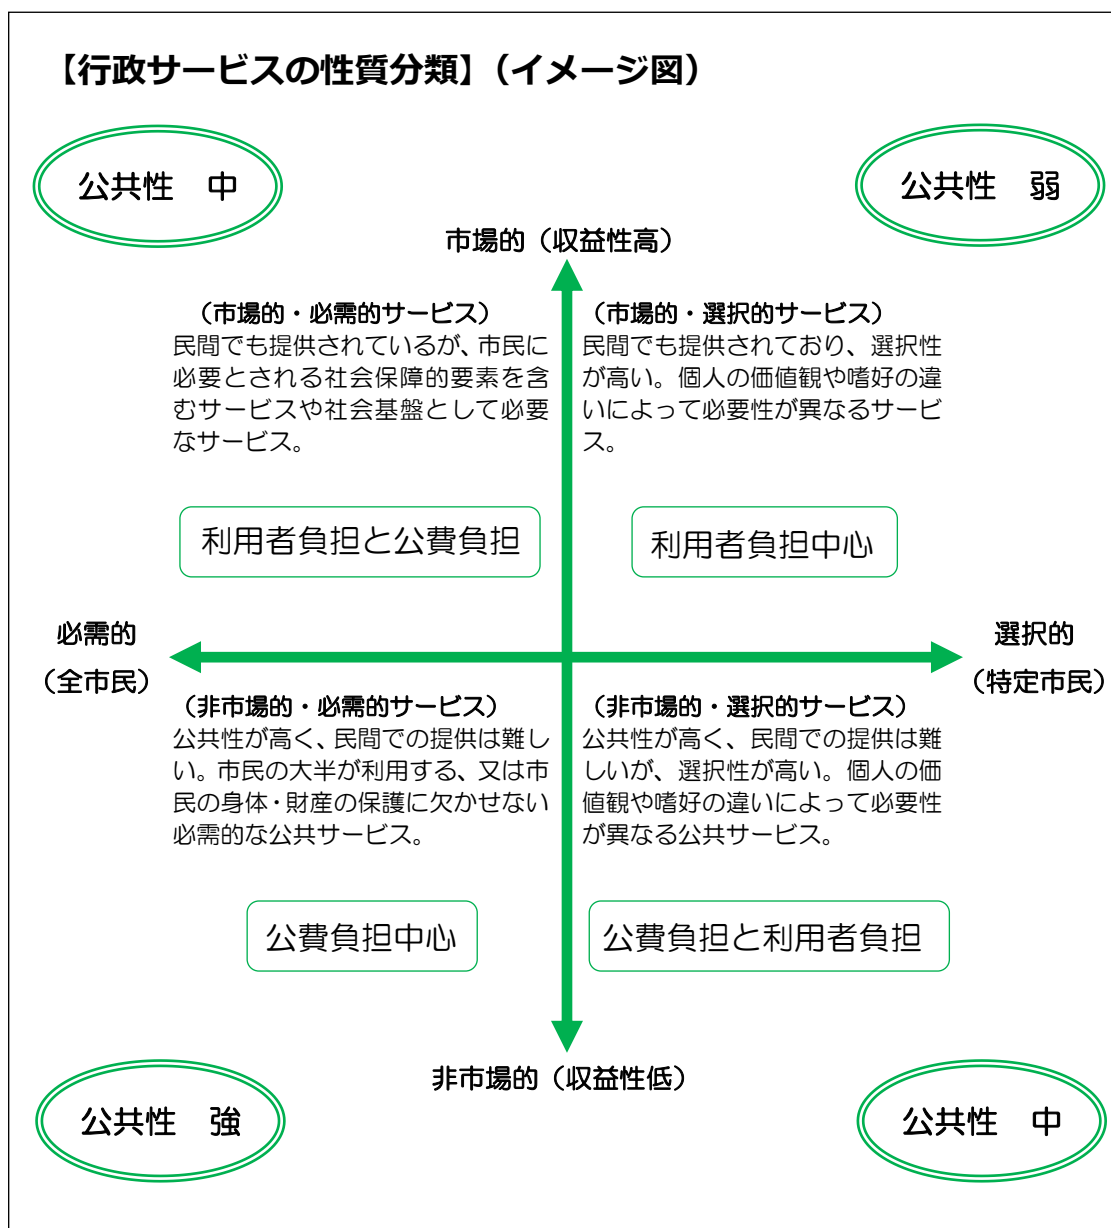 【行政サービスの性質分類】（イメージ図）
公共性　中
公共性　弱
市場的（収益性高）
（市場的・必需的サービス）
民間でも提供されているが、市民に
必要とされる社会保障的要素を含
むサービスや社会基盤として必要
なサービス。
（市場的・選択的サービス）
民間でも提供されており、選択性
が高い。個人の価値観や嗜好の違
いによって必要性が異なるサービ
ス。
利用者負担と公費負担
利用者負担中心
必需的
（全市民）
選択的
（特定市民）
（非市場的・必需的サービス）
公共性が高く、民間での提供は難し
い。市民の大半が利用する、又は市
民の身体・財産の保護に欠かせない
必需的な公共サービス。
（非市場的・選択的サービス）
公共性が高く、民間での提供は難
しいが、選択性が高い。個人の価
値観や嗜好の違いによって必要性
が異なる公共サービス。
公費負担中心
公費負担と利用者負担
非市場的（収益性低）
公共性　強
公共性　中